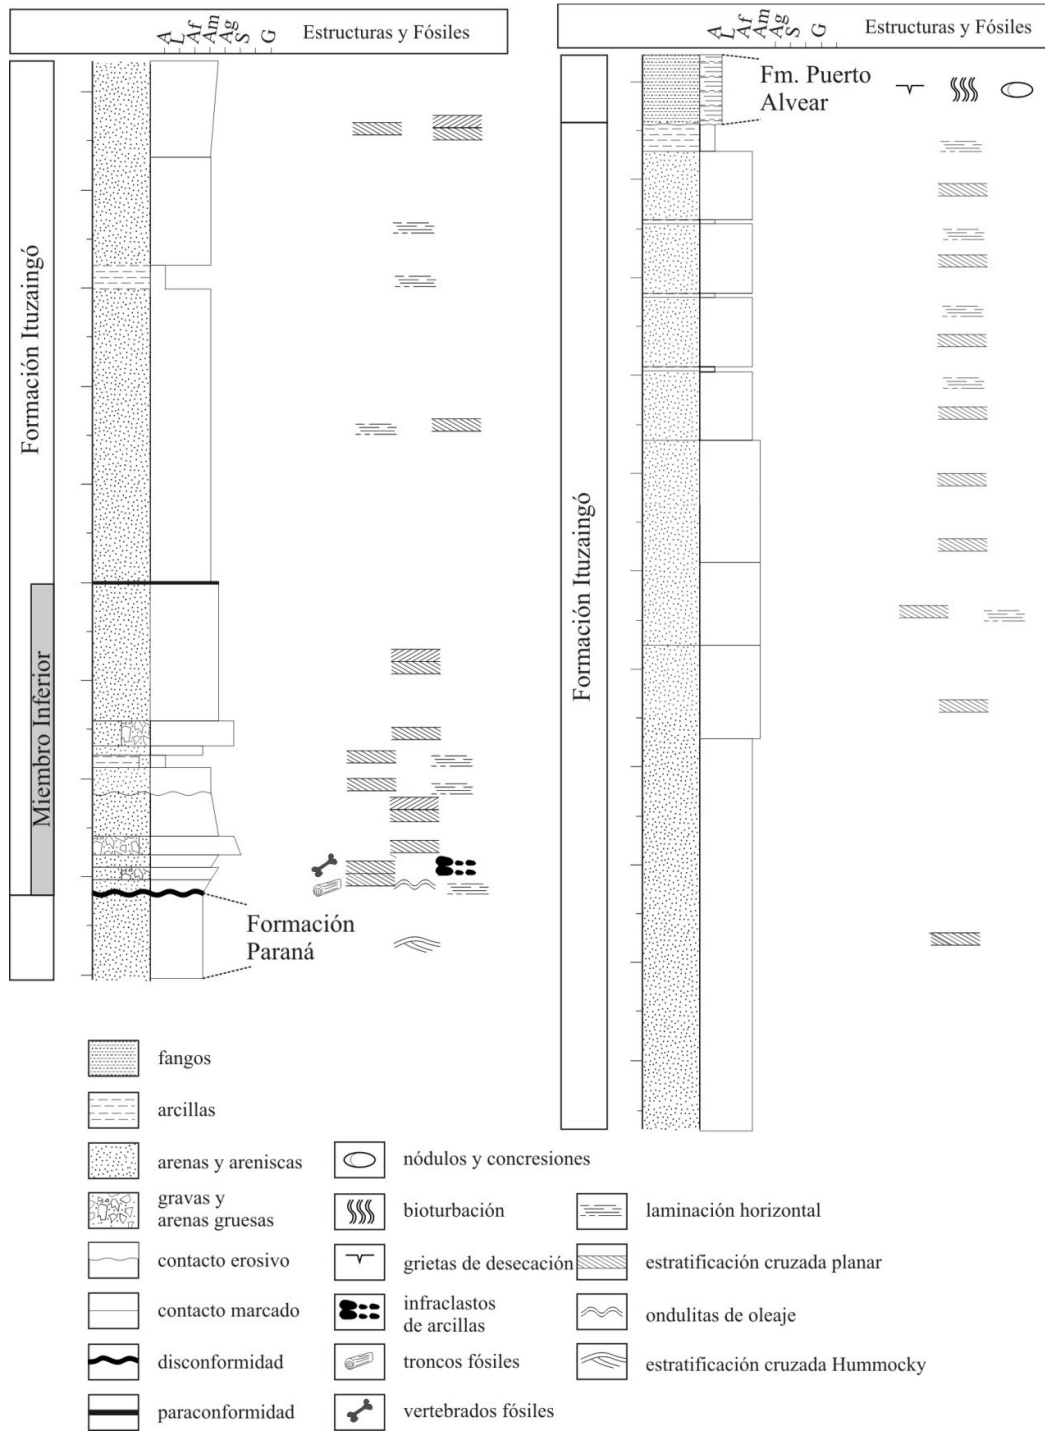 A L Af Am Ag S G Estructuras y Fósiles
Formación Ituzaingó
Miembro Inferior
Formación
Paraná
A L Af Am Ag S G Estructuras y Fósiles
Fm. Puerto
Alvear
Formación Ituzaingó
fangos
arcillas
arenas y areniscas
gravas y
arenas gruesas
contacto erosivo
contacto marcado
disconformidad
paraconformidad
nódulos y concresiones
bioturbación
grietas de desecación
infraclastos
de arcillas
troncos fósiles
vertebrados fósiles
laminación horizontal
estratificación cruzada planar
ondulitas de oleaje
estratificación cruzada Hummocky